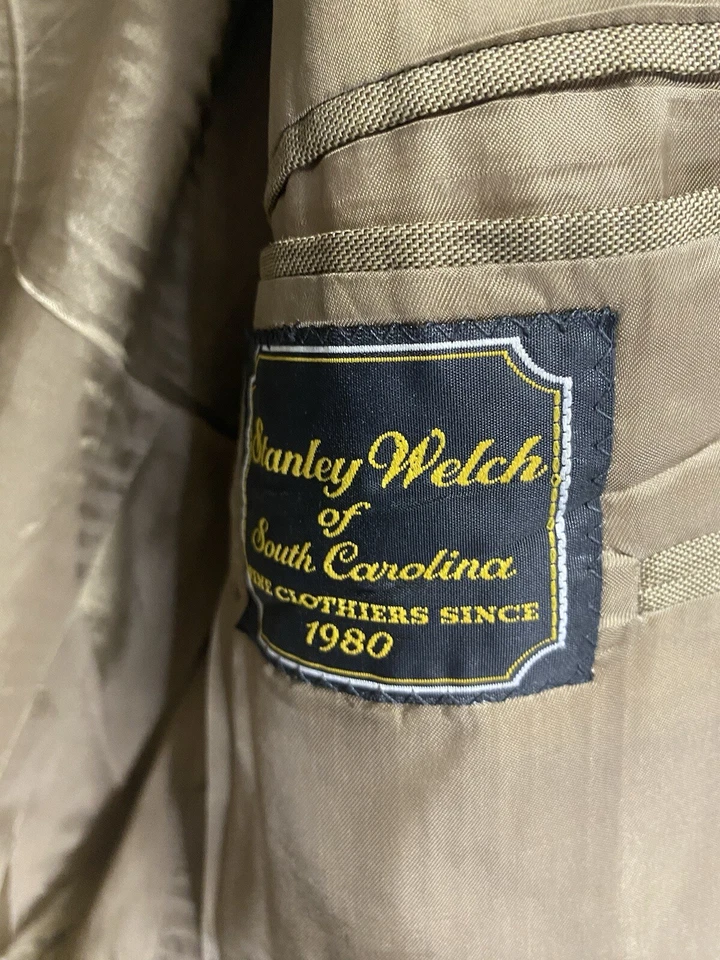 Stanley Welch
of
South Carolina
FINE CLOTHIERS SINCE
1980